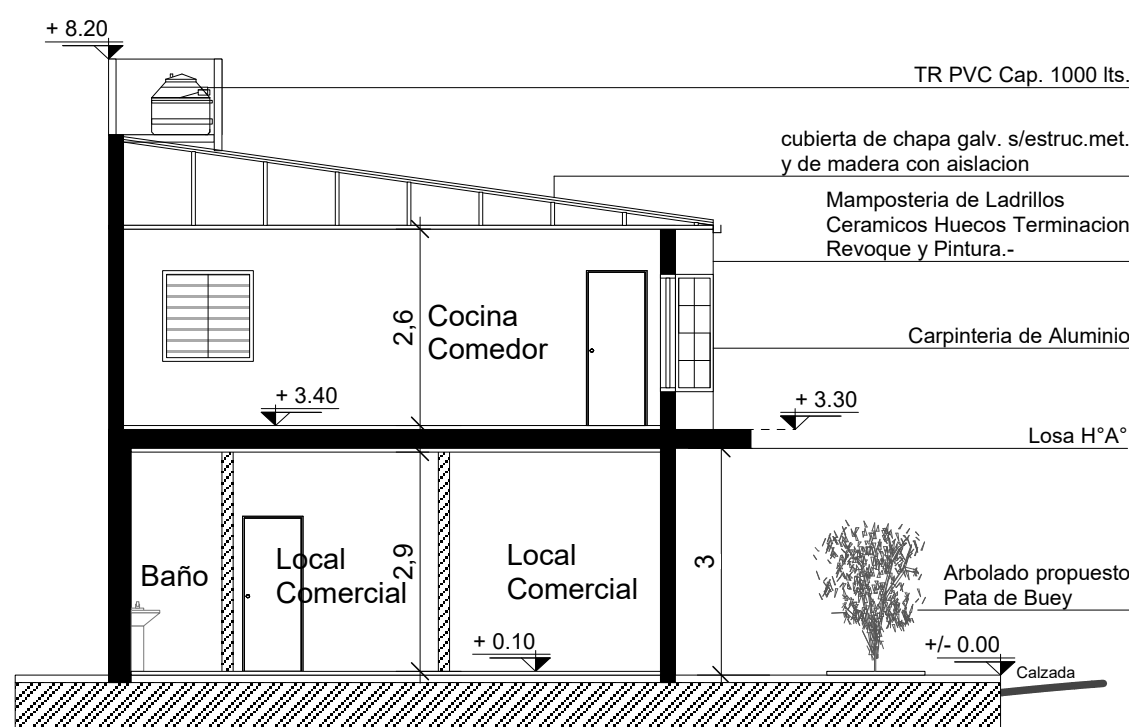 + 8.20
TR PVC Cap. 1000 lts.
cubierta de chapa galv. s/estruc.met.
y de madera con aislacion
Mamposteria de Ladrillos
Ceramicos Huecos Terminacion
Revoque y Pintura.-
2,6
Cocina
Comedor
Carpinteria de Aluminio
+ 3.40
+ 3.30
Losa H°A°
Baño
Local
Comercial
2,9
Local
Comercial
3
Arbolado propuesto
Pata de Buey
+ 0.10
+/- 0.00
Calzada